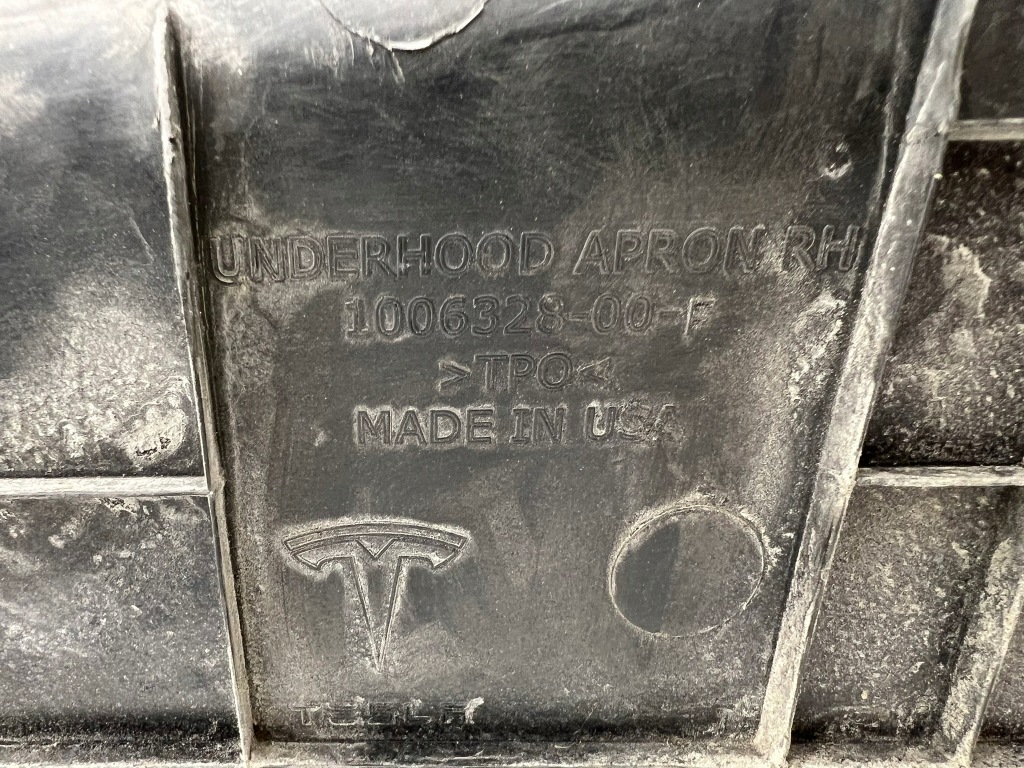 UNDERHOOD APRON RH
1006328-00-F
>TPO<
MADE IN USA
TESLA